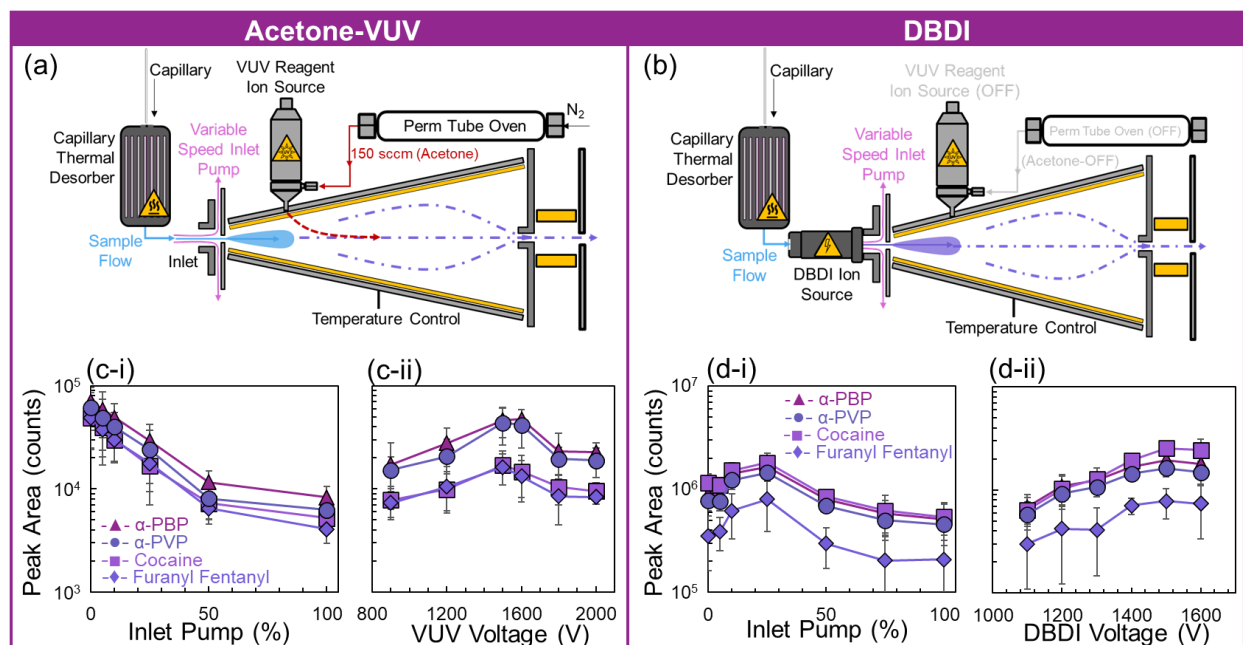 Acetone-VUV
(a)
Capillary
VUV Reagent
Ion Source
N2
Perm Tube Oven
Capillary
Thermal
Desorber
Variable
Speed Inlet
Pump
150 sccm (Acetone)
Sample
Flow
Inlet
Temperature Control
DBDI
(b)
Capillary
VUV Reagent
Ion Source (OFF)
Perm Tube Oven (OFF)
(Acetone-OFF)
Capillary
Thermal
Desorber
Variable
Speed Inlet
Pump
Sample
Flow
DBDI Ion
Source
Temperature Control
(c-i)
Peak Area (counts)
10^5
10^4
10^3
α-PBP
α-PVP
Cocaine
Furanyl Fentanyl
0 50 100
Inlet Pump (%)
(c-ii)
800 1200 1600 2000
VUV Voltage (V)
(d-i)
Peak Area (counts)
10^7
10^6
10^5
α-PBP
α-PVP
Cocaine
Furanyl Fentanyl
0 50 100
Inlet Pump (%)
(d-ii)
1000 1200 1400 1600
DBDI Voltage (V)